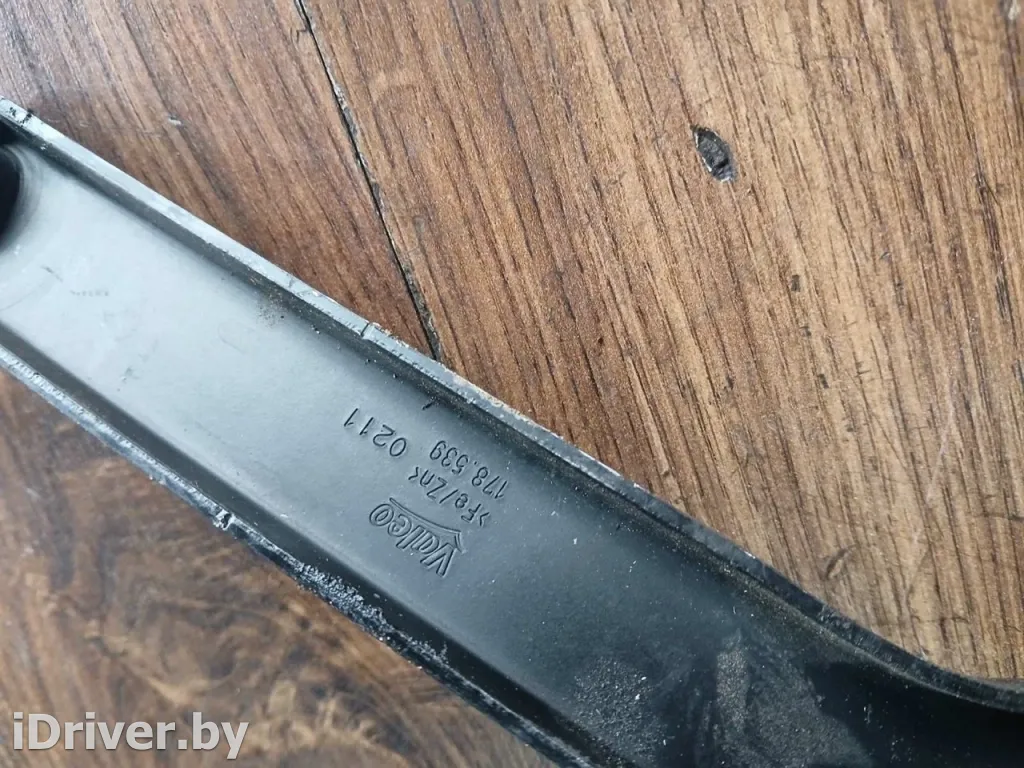 Valeo
>Fe/Zn< 0211
178.539
iDriver.by